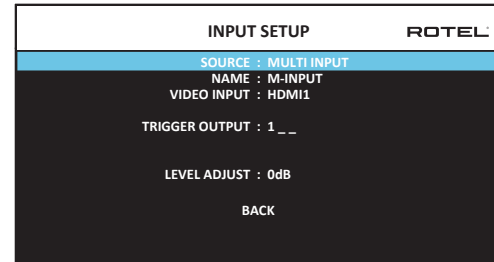 INPUT SETUP ROTEL
SOURCE : MULTI INPUT
NAME : M-INPUT
VIDEO INPUT : HDMI1
TRIGGER OUTPUT : 1 _ _
LEVEL ADJUST : 0dB
BACK